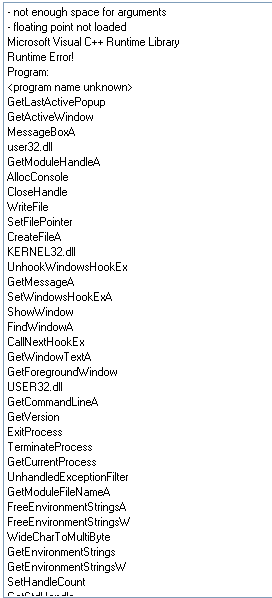 - not enough space for arguments
- floating point not loaded
Microsoft Visual C++ Runtime Library
Runtime Error!
Program:
<program name unknown>
GetLastActivePopup
GetActiveWindow
MessageBoxA
user32.dll
GetModuleHandleA
AllocConsole
CloseHandle
WriteFile
SetFilePointer
CreateFileA
KERNEL32.dll
UnhookWindowsHookEx
GetMessageA
SetWindowsHookExA
ShowWindow
FindWindowA
CallNextHookEx
GetWindowTextA
GetForegroundWindow
USER32.dll
GetCommandLineA
GetVersion
ExitProcess
TerminateProcess
GetCurrentProcess
UnhandledExceptionFilter
GetModuleFileNameA
FreeEnvironmentStringsA
FreeEnvironmentStringsW
WideCharToMultiByte
GetEnvironmentStrings
GetEnvironmentStringsW
SetHandleCount
GetStdHandle